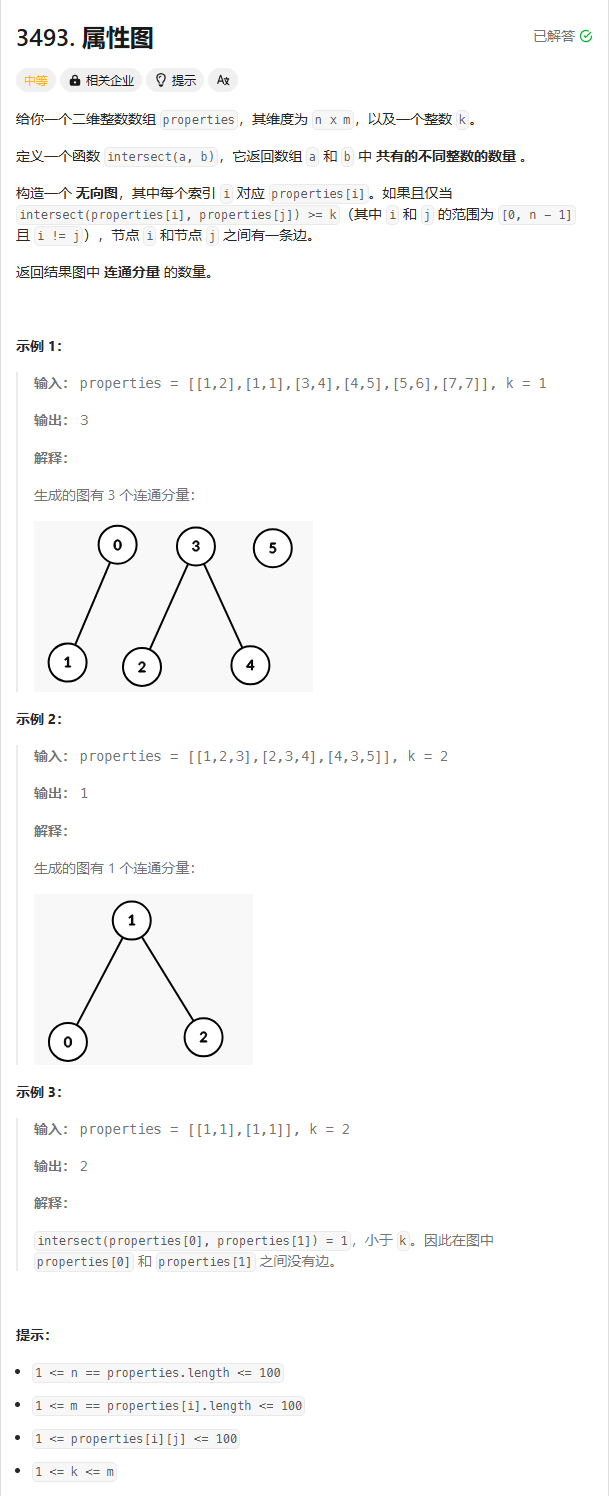 3493. 属性图
已解答
中等 相关企业 提示 A文
给你一个二维整数数组 properties，其维度为 n x m，以及一个整数 k。
定义一个函数 intersect(a, b)，它返回数组 a 和 b 中 共有的不同整数的数量 。
构造一个 无向图，其中每个索引 i 对应 properties[i]。如果且仅当
intersect(properties[i], properties[j]) >= k（其中 i 和 j 的范围为 [0, n - 1]
且 i != j），节点 i 和节点 j 之间有一条边。
返回结果图中 连通分量 的数量。
示例 1：
输入： properties = [[1,2],[1,1],[3,4],[4,5],[5,6],[7,7]], k = 1
输出： 3
解释：
生成的图有 3 个连通分量：
0 3 5
1 2 4
示例 2：
输入： properties = [[1,2,3],[2,3,4],[4,3,5]], k = 2
输出： 1
解释：
生成的图有 1 个连通分量：
1
0 2
示例 3：
输入： properties = [[1,1],[1,1]], k = 2
输出： 2
解释：
intersect(properties[0], properties[1]) = 1，小于 k。因此在图中
properties[0] 和 properties[1] 之间没有边。
提示：
1 <= n == properties.length <= 100
1 <= m == properties[i].length <= 100
1 <= properties[i][j] <= 100
1 <= k <= m